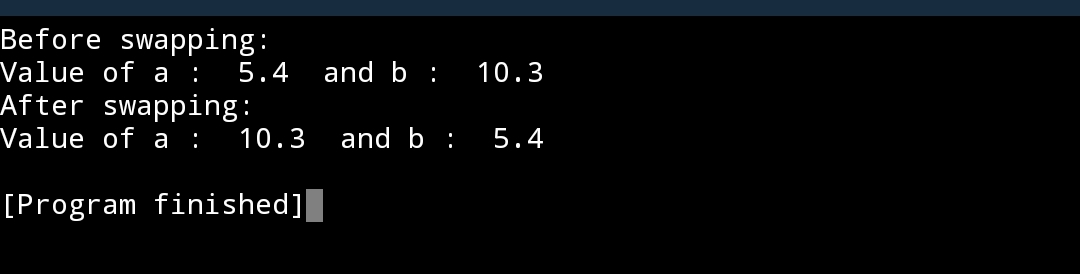 Before swapping:
Value of a :  5.4  and b :  10.3
After swapping:
Value of a :  10.3  and b :  5.4
[Program finished]